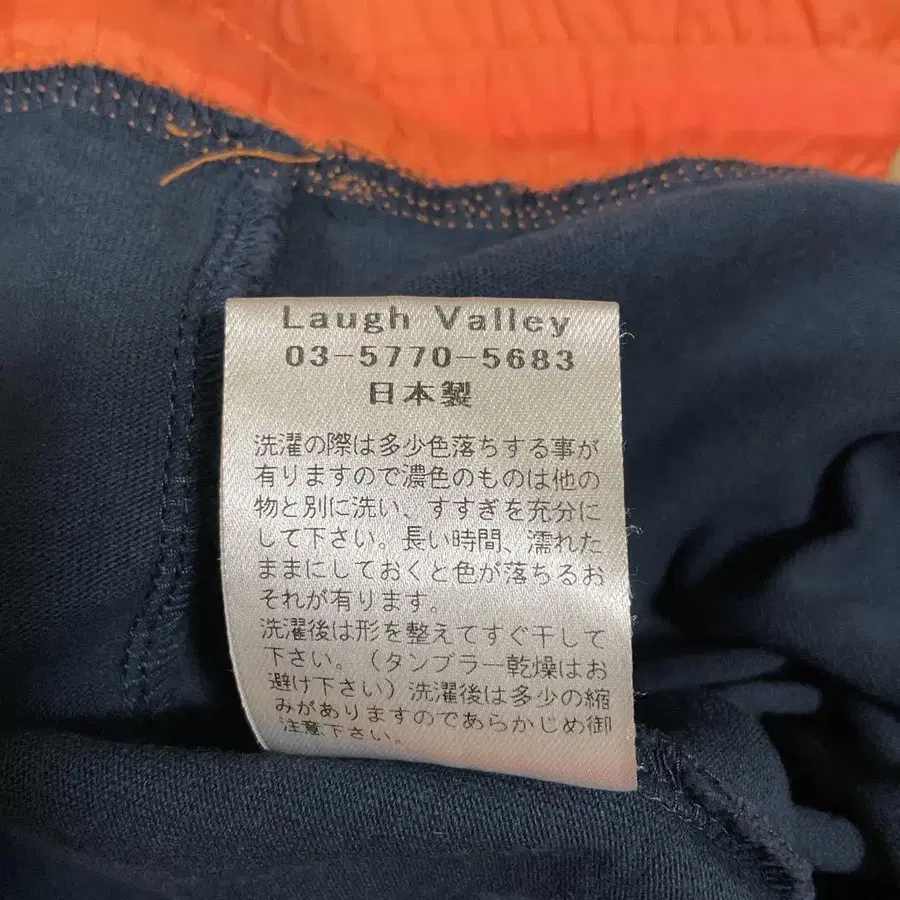 Laugh Valley
03-5770-5683
日本製
洗濯の際は多少色落ちする事が
有りますので濃色のものは他の
物と別に洗い、すすぎを充分に
して下さい。長い時間、濡れた
ままにしておくと色が落ちるお
それが有ります。
洗濯後は形を整えてすぐ干して
下さい。(タンブラー乾燥はお
避け下さい)洗濯後は多少の縮
みがありますのであらかじめ御
注意下さい。